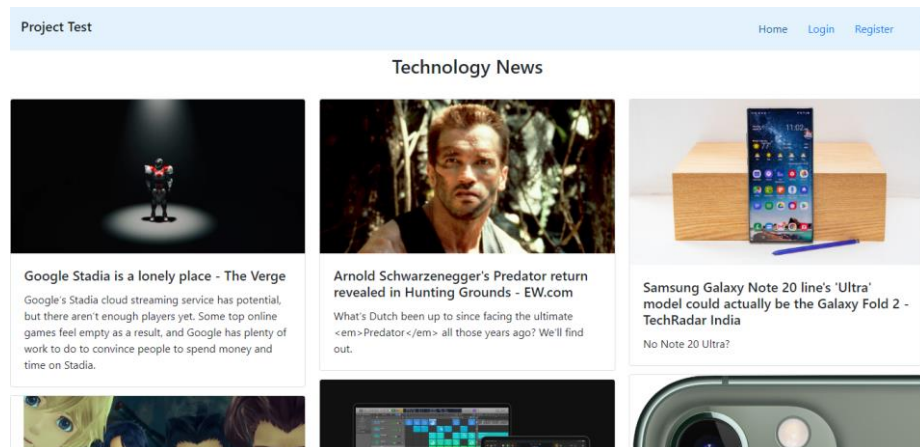 Project Test
Home Login Register
Technology News
Google Stadia is a lonely place - The Verge
Google's Stadia cloud streaming service has potential,
but there aren't enough players yet. Some top online
games feel empty as a result, and Google has plenty of
work to do to convince people to spend money and
time on Stadia.
Arnold Schwarzenegger's Predator return
revealed in Hunting Grounds - EW.com
What's Dutch been up to since facing the ultimate
<em>Predator</em> all those years ago? We'll find
out.
11:02
Samsung Galaxy Note 20 line's 'Ultra'
model could actually be the Galaxy Fold 2 -
TechRadar India
No Note 20 Ultra?